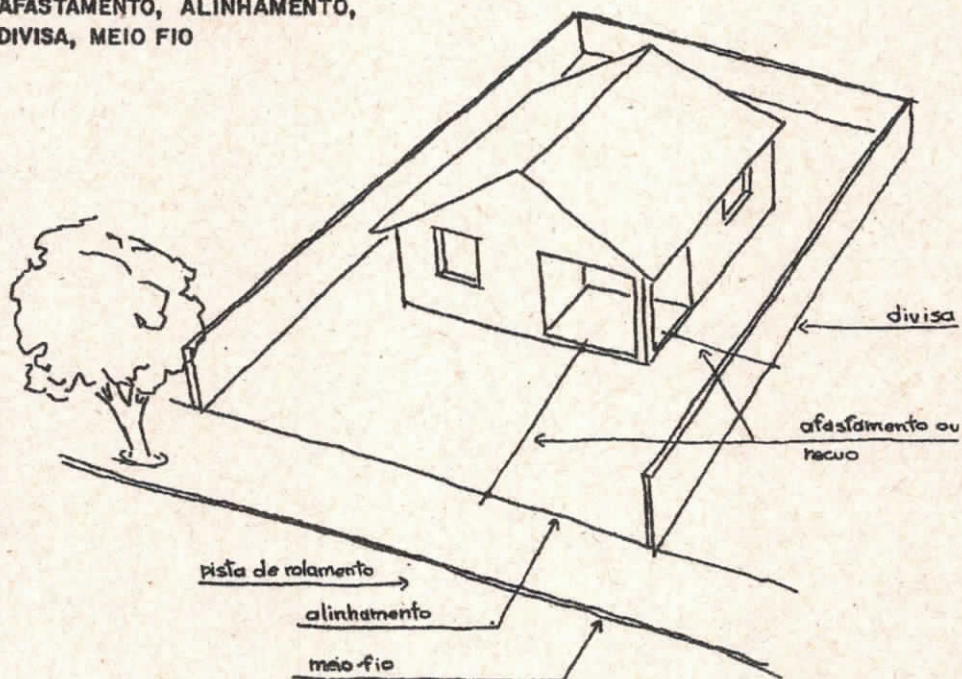 AFASTAMENTO, ALINHAMENTO,
DIVISA, MEIO FIO
divisa
afastamento ou
recuo
pista de rolamento
alinhamento
meio-fio